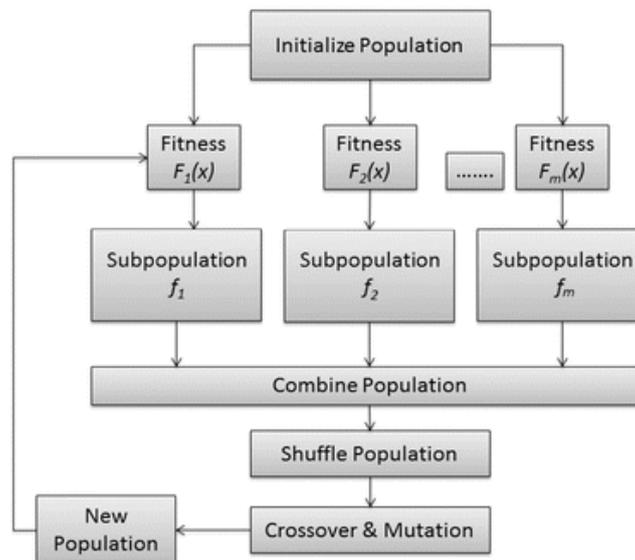 Initialize Population
Fitness
F₁(x)
Fitness
F₂(x)
.......
Fitness
Fₘ(x)
Subpopulation
f₁
Subpopulation
f₂
Subpopulation
fₘ
Combine Population
Shuffle Population
Crossover & Mutation
New
Population